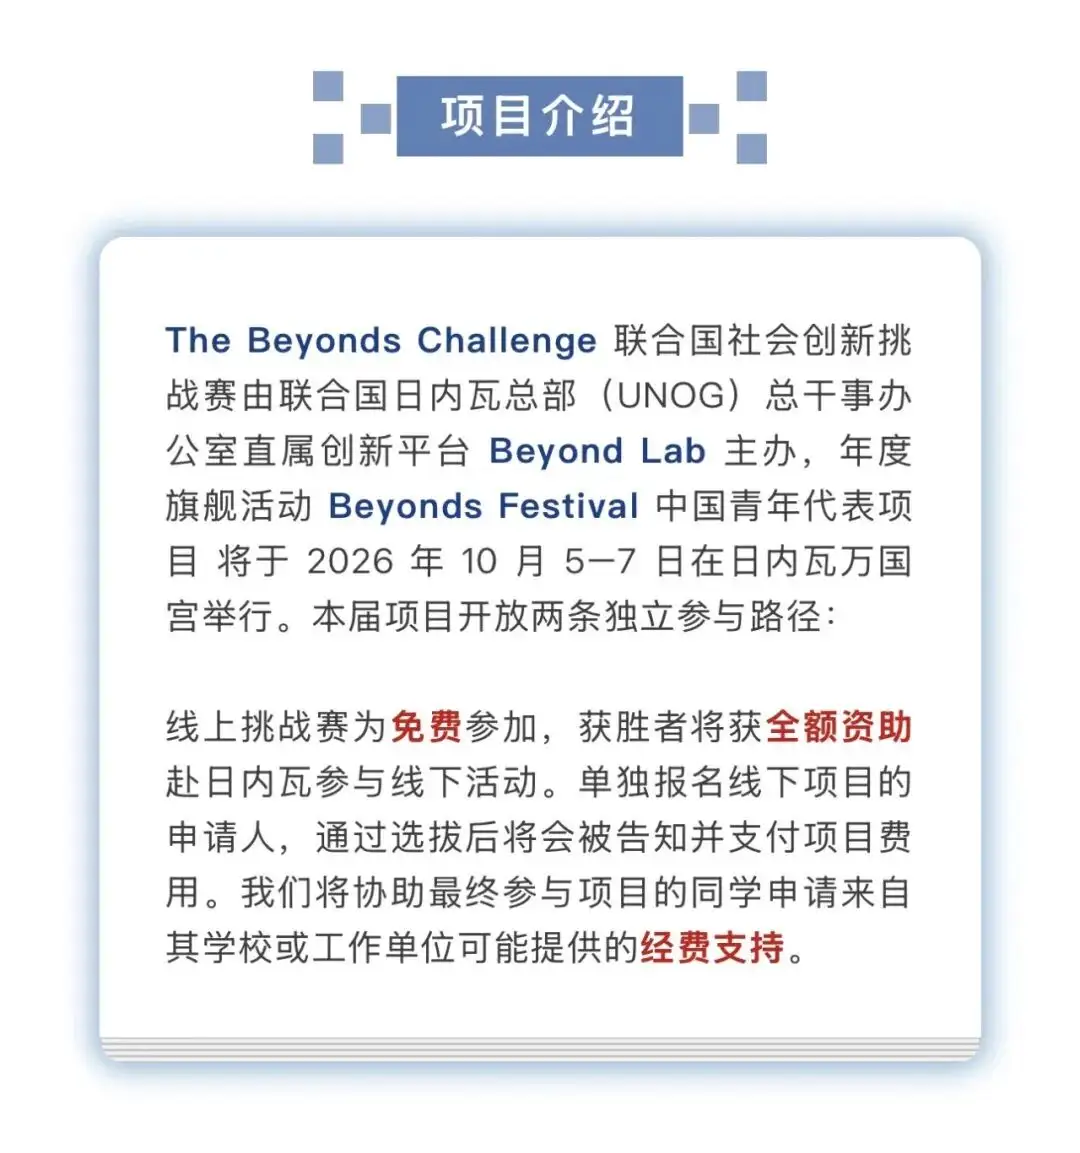 项目介绍
The Beyonds Challenge 联合国社会创新挑
战赛由联合国日内瓦总部（UNOG）总干事办
公室直属创新平台 Beyond Lab 主办，年度
旗舰活动 Beyonds Festival 中国青年代表项
目 将于 2026 年 10 月 5—7 日在日内瓦万国
宫举行。本届项目开放两条独立参与路径：
线上挑战赛为免费参加，获胜者将获全额资助
赴日内瓦参与线下活动。单独报名线下项目的
申请人，通过选拔后将会被告知并支付项目费
用。我们将协助最终参与项目的同学申请来自
其学校或工作单位可能提供的经费支持。